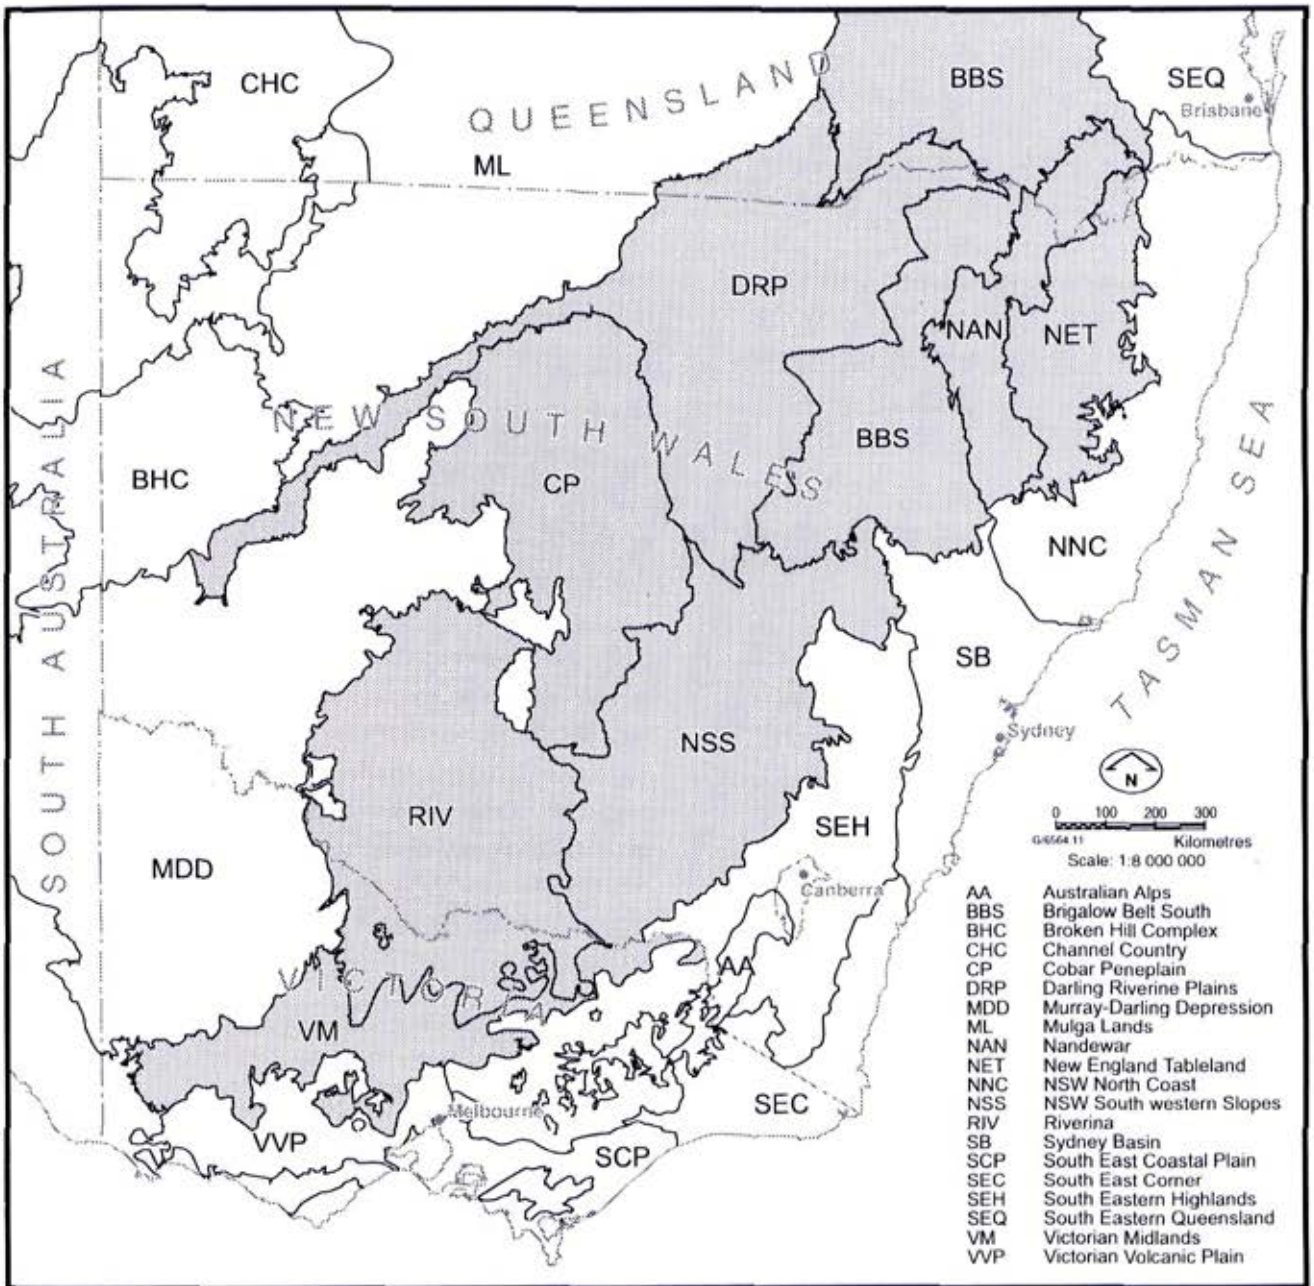 CHC
QUEENSLAND
BBS
SEQ
Brisbane
ML
DRP
NAN
NET
SOUTH AUSTRALIA
NEW SOUTH WALES
BHC
CP
BBS
TASMAN SEA
NNC
SB
Sydney
NSS
N
0 100 200 300
G/6564 11
Kilometres
Scale: 1:8 000 000
RIV
SEH
MDD
Canberra
VICTORIA
AA
VM
Melbourne
SEC
VVP
SCP
AA Australian Alps
BBS Brigalow Belt South
BHC Broken Hill Complex
CHC Channel Country
CP Cobar Peneplain
DRP Darling Riverine Plains
MDD Murray-Darling Depression
ML Mulga Lands
NAN Nandewar
NET New England Tableland
NNC NSW North Coast
NSS NSW South western Slopes
RIV Riverina
SB Sydney Basin
SCP South East Coastal Plain
SEC South East Corner
SEH South Eastern Highlands
SEQ South Eastern Queensland
VM Victorian Midlands
VVP Victorian Volcanic Plain